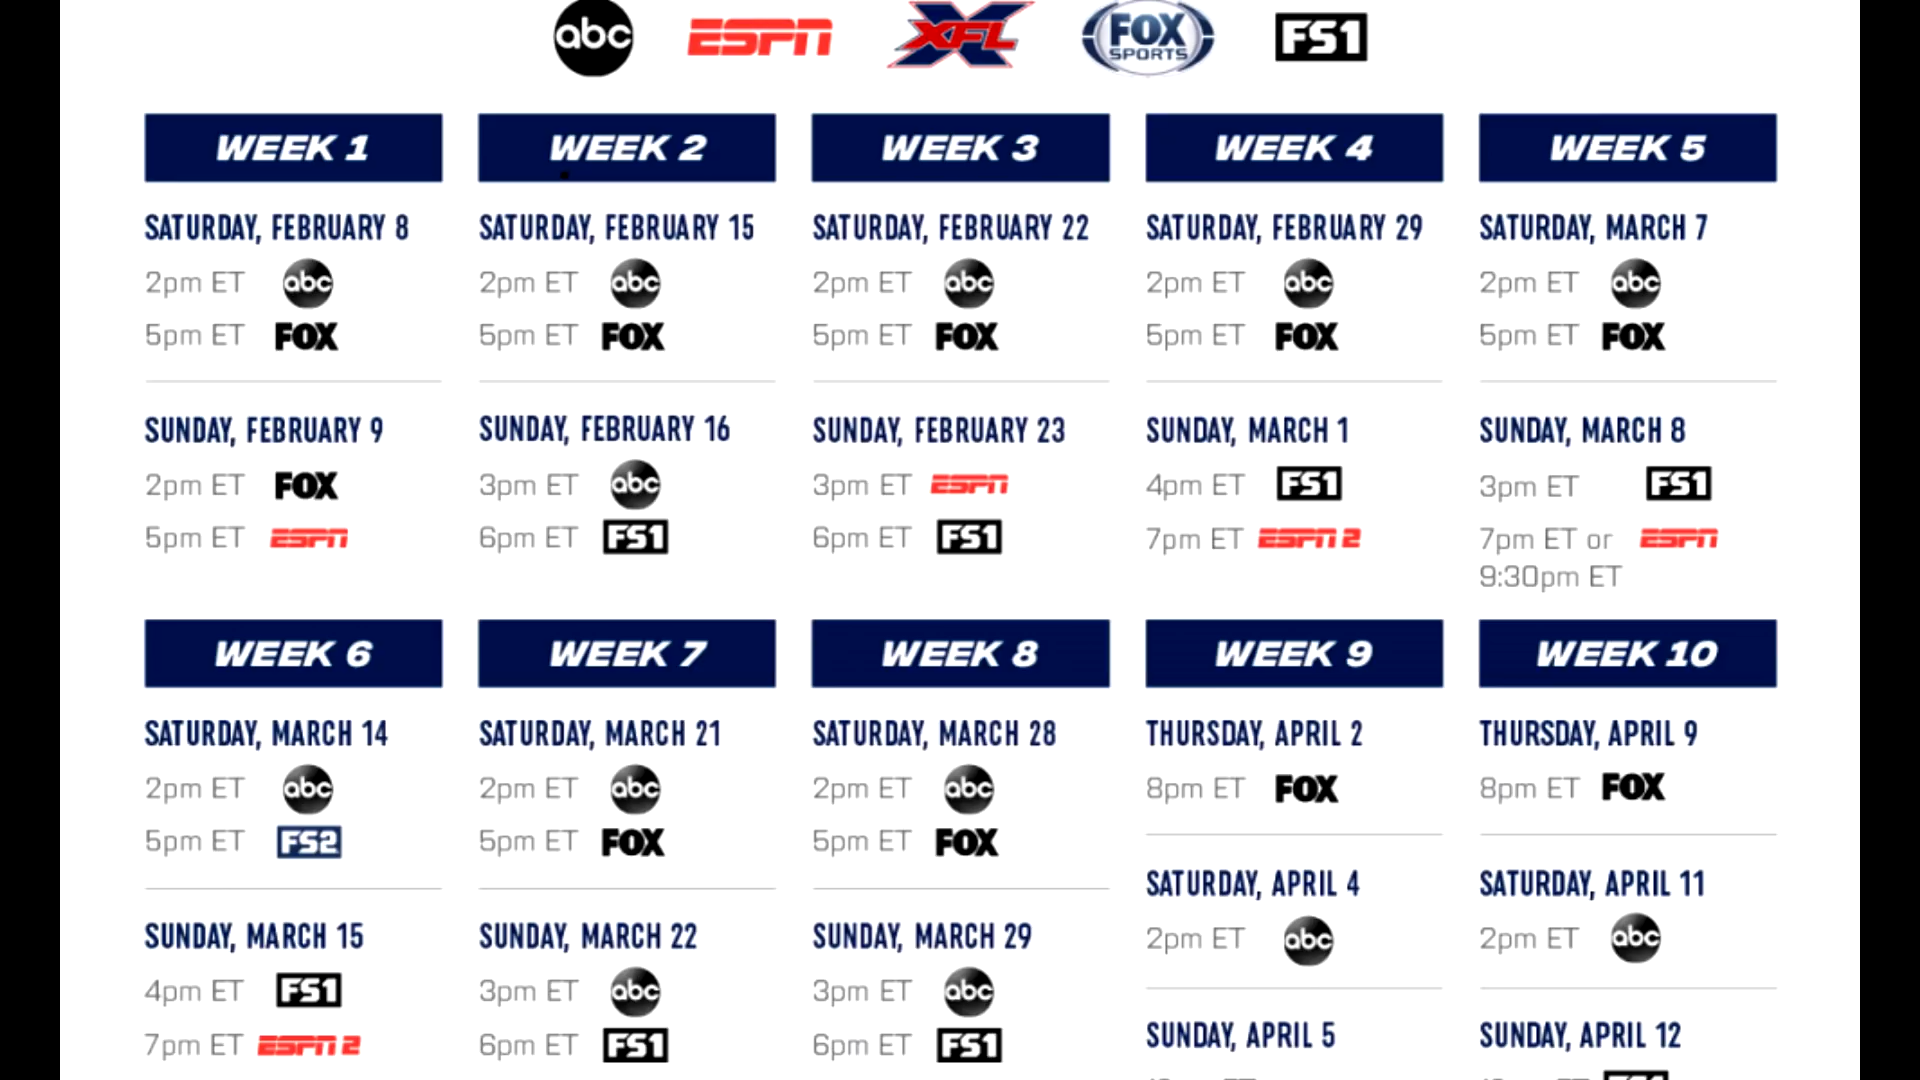 abc ESPN XFL FOX SPORTS FS1
WEEK 1
SATURDAY, FEBRUARY 8
2pm ET abc
5pm ET FOX
SUNDAY, FEBRUARY 9
2pm ET FOX
5pm ET ESPN
WEEK 2
SATURDAY, FEBRUARY 15
2pm ET abc
5pm ET FOX
SUNDAY, FEBRUARY 16
3pm ET abc
6pm ET FS1
WEEK 3
SATURDAY, FEBRUARY 22
2pm ET abc
5pm ET FOX
SUNDAY, FEBRUARY 23
3pm ET ESPN
6pm ET FS1
WEEK 4
SATURDAY, FEBRUARY 29
2pm ET abc
5pm ET FOX
SUNDAY, MARCH 1
4pm ET FS1
7pm ET ESPN 2
WEEK 5
SATURDAY, MARCH 7
2pm ET abc
5pm ET FOX
SUNDAY, MARCH 8
3pm ET FS1
7pm ET or ESPN
9:30pm ET
WEEK 6
SATURDAY, MARCH 14
2pm ET abc
5pm ET FS2
SUNDAY, MARCH 15
4pm ET FS1
7pm ET ESPN 2
WEEK 7
SATURDAY, MARCH 21
2pm ET abc
5pm ET FOX
SUNDAY, MARCH 22
3pm ET abc
6pm ET FS1
WEEK 8
SATURDAY, MARCH 28
2pm ET abc
5pm ET FOX
SUNDAY, MARCH 29
3pm ET abc
6pm ET FS1
WEEK 9
THURSDAY, APRIL 2
8pm ET FOX
SATURDAY, APRIL 4
2pm ET abc
SUNDAY, APRIL 5
WEEK 10
THURSDAY, APRIL 9
8pm ET FOX
SATURDAY, APRIL 11
2pm ET abc
SUNDAY, APRIL 12